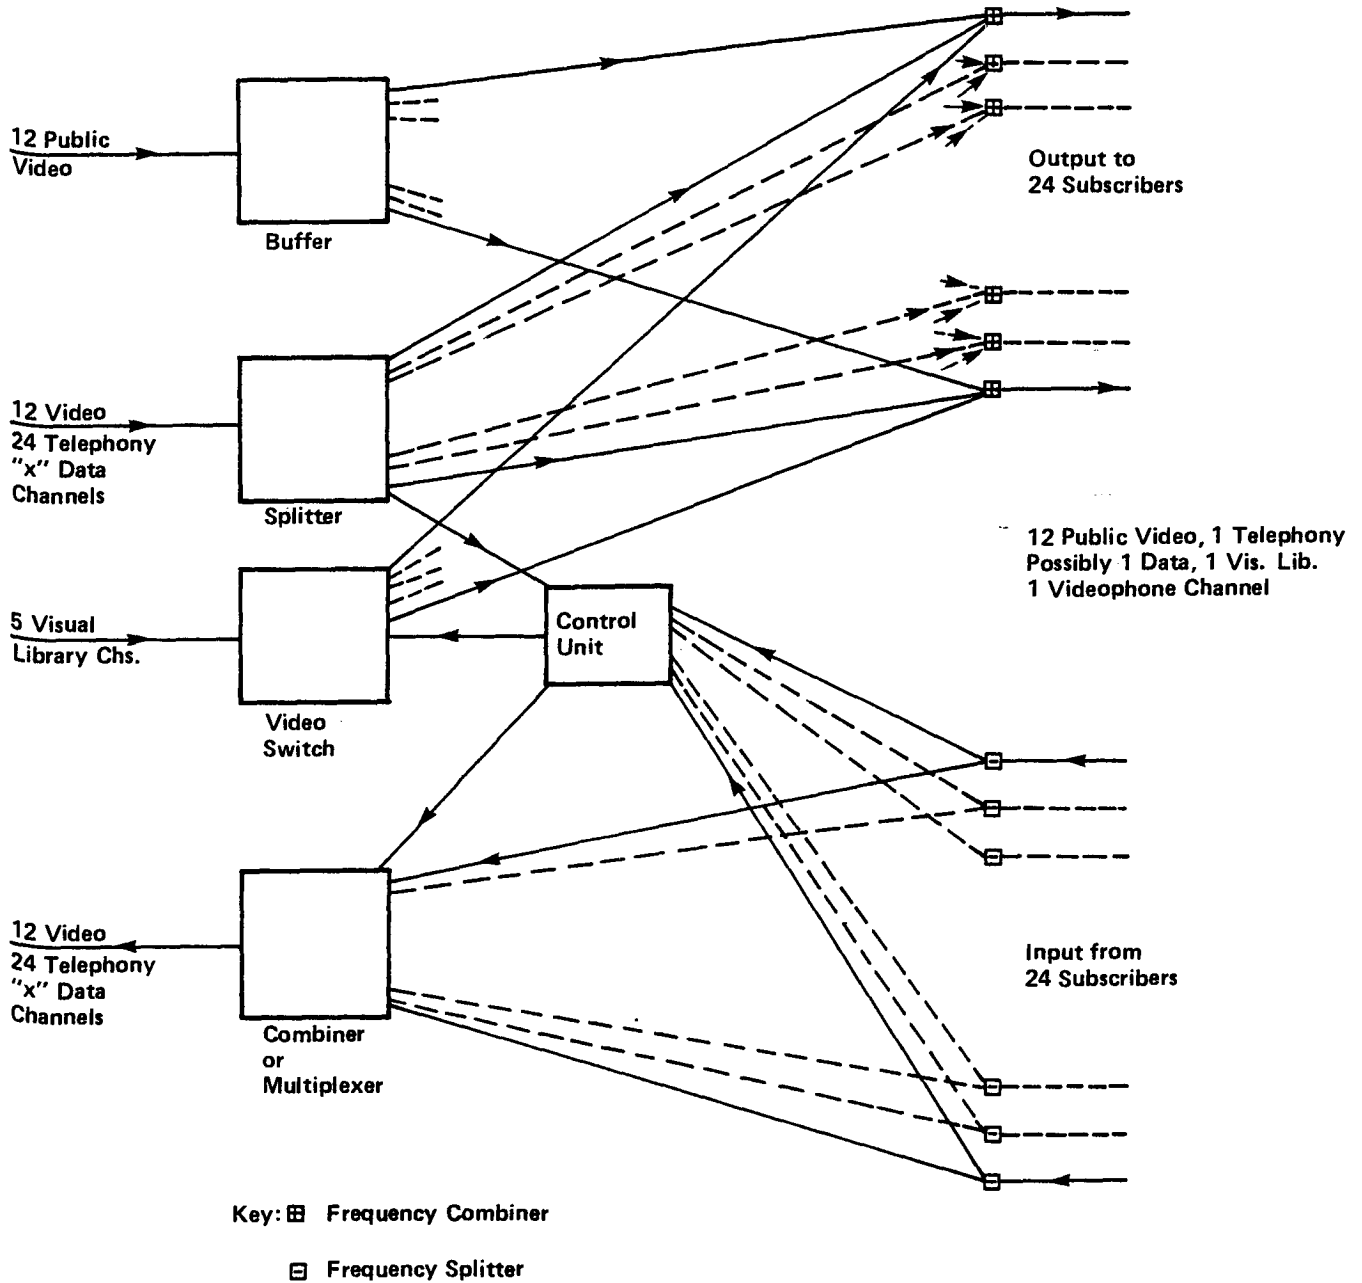 12 Public
Video
Buffer
Output to
24 Subscribers
12 Video
24 Telephony
"x" Data
Channels
Splitter
12 Public Video, 1 Telephony
Possibly 1 Data, 1 Vis. Lib.
1 Videophone Channel
5 Visual
Library Chs.
Control
Unit
Video
Switch
12 Video
24 Telephony
"x" Data
Channels
Input from
24 Subscribers
Combiner
or
Multiplexer
Key: Frequency Combiner
Frequency Splitter